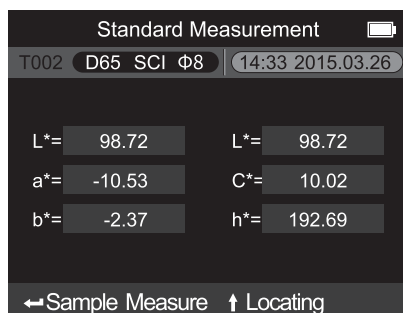 Standard Measurement
T002 D65 SCI Φ8 14:33 2015.03.26
L*= 98.72 L*= 98.72
a*= -10.53 C*= 10.02
b*= -2.37 h*= 192.69
Sample Measure Locating